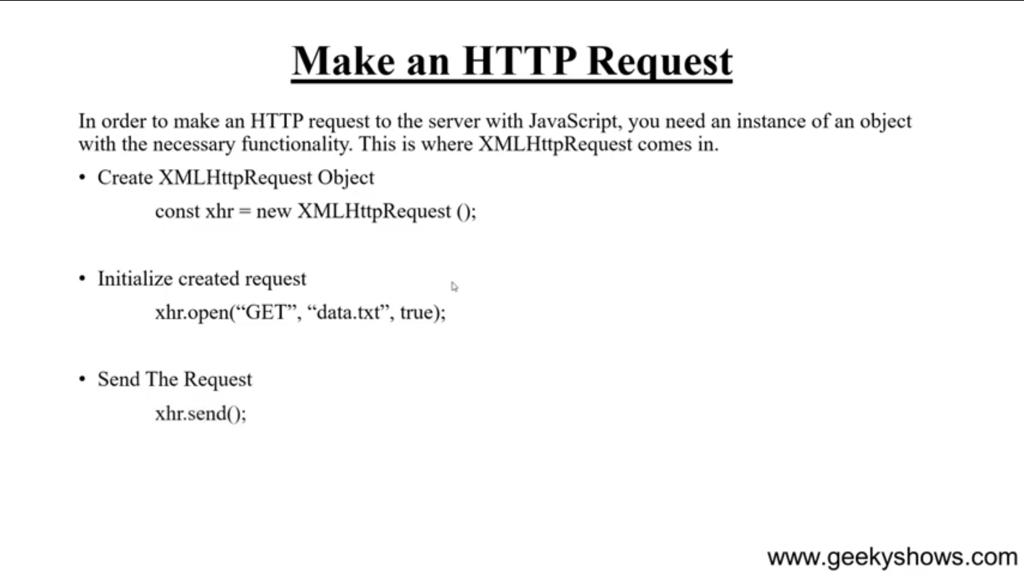 Make an HTTP Request
In order to make an HTTP request to the server with JavaScript, you need an instance of an object
with the necessary functionality. This is where XMLHttpRequest comes in.
• Create XMLHttpRequest Object
const xhr = new XMLHttpRequest ();
• Initialize created request
xhr.open(“GET”, “data.txt”, true);
• Send The Request
xhr.send();
www.geekyshows.com